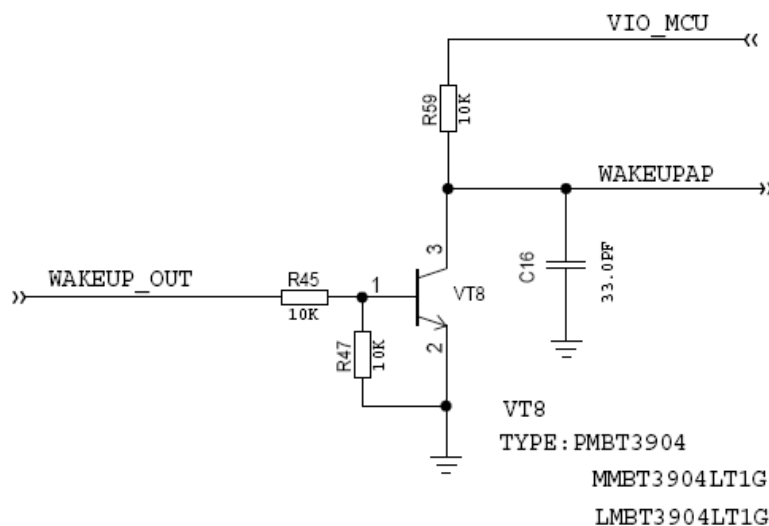 VIO_MCU
R59
10K
WAKEUPAP
3
C16
33.0PF
WAKEUP_OUT
R45
10K
1
VT8
R47
10K
2
VT8
TYPE:PMBT3904
MMBT3904LT1G
LMBT3904LT1G